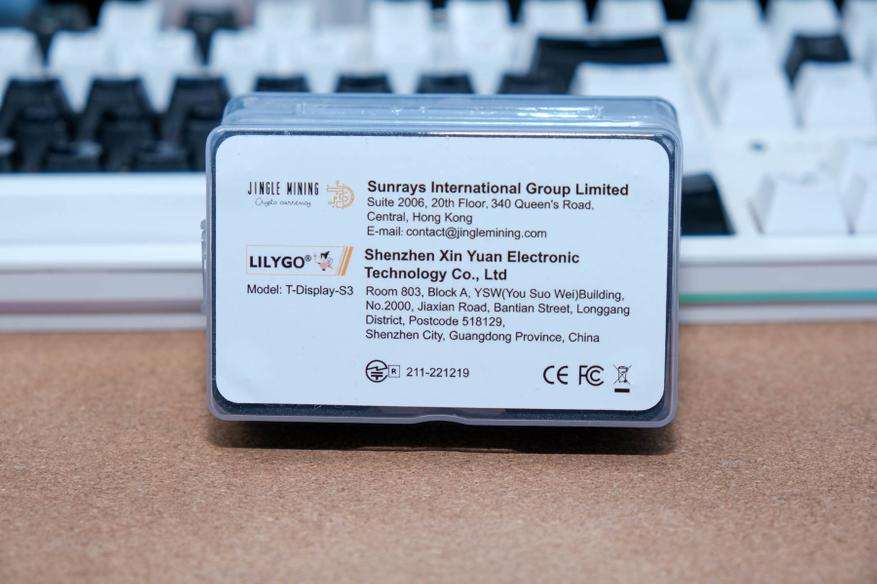 JINGLE MINING
Crypto currency
Sunrays International Group Limited
Suite 2006, 20th Floor, 340 Queen's Road,
Central, Hong Kong
E-mail: contact@jinglemining.com
LILYGO®
Model: T-Display-S3
Shenzhen Xin Yuan Electronic
Technology Co., Ltd
Room 803, Block A, YSW(You Suo Wei)Building,
No.2000, Jiaxian Road, Bantian Street, Longgang
District, Postcode 518129,
Shenzhen City, Guangdong Province, China
R 211-221219
CE FC